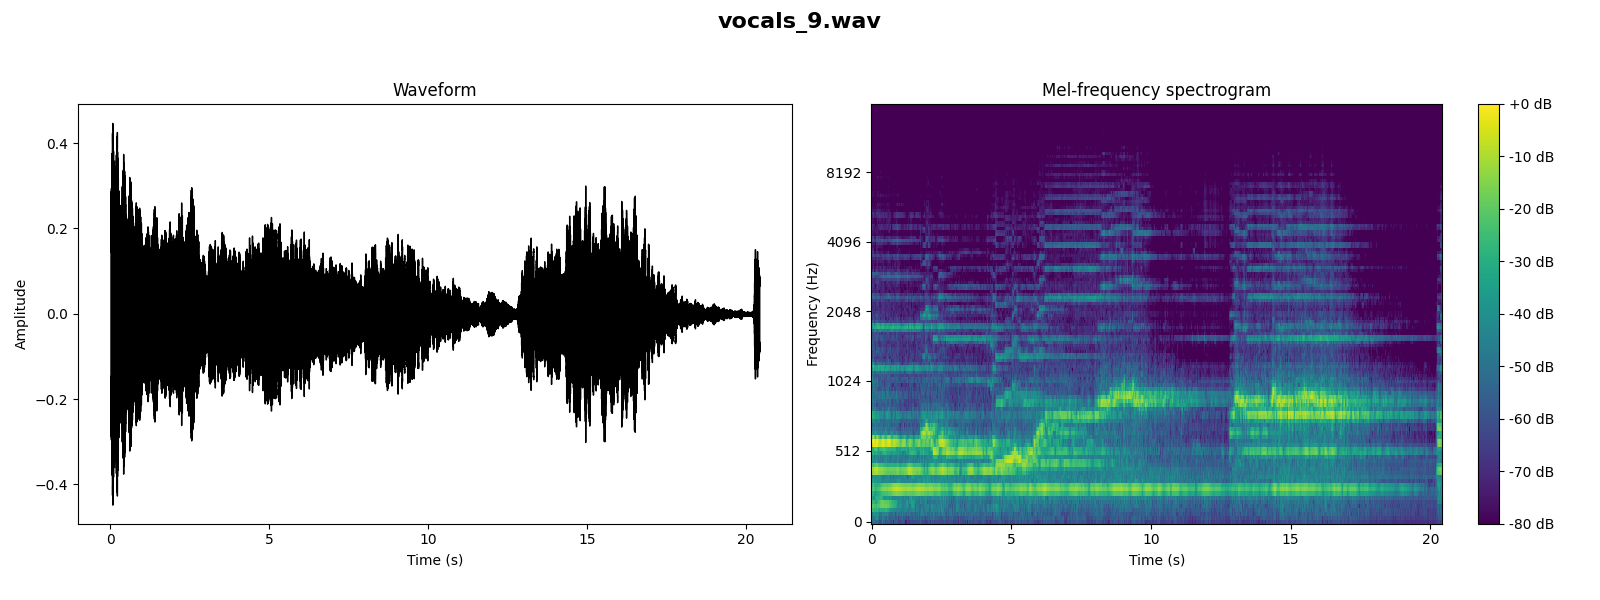 vocals_9.wav
Waveform
Amplitude
0.4
0.2
0.0
−0.2
−0.4
0 5 10 15 20
Time (s)
Mel-frequency spectrogram
Frequency (Hz)
8192
4096
2048
1024
512
0
0 5 10 15 20
Time (s)
+0 dB
-10 dB
-20 dB
-30 dB
-40 dB
-50 dB
-60 dB
-70 dB
-80 dB